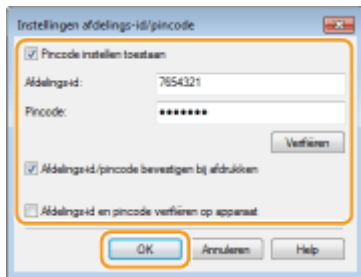 Instellingen afdelings-id/pincode
Pincode instellen toestaan
Afdelings-id: 7654321
Pincode: •••••••
Verifiëren
Afdelings-id/pincode bevestigen bij afdrukken
Afdelings-id en pincode verifiëren op apparaat
OK Annuleren Help